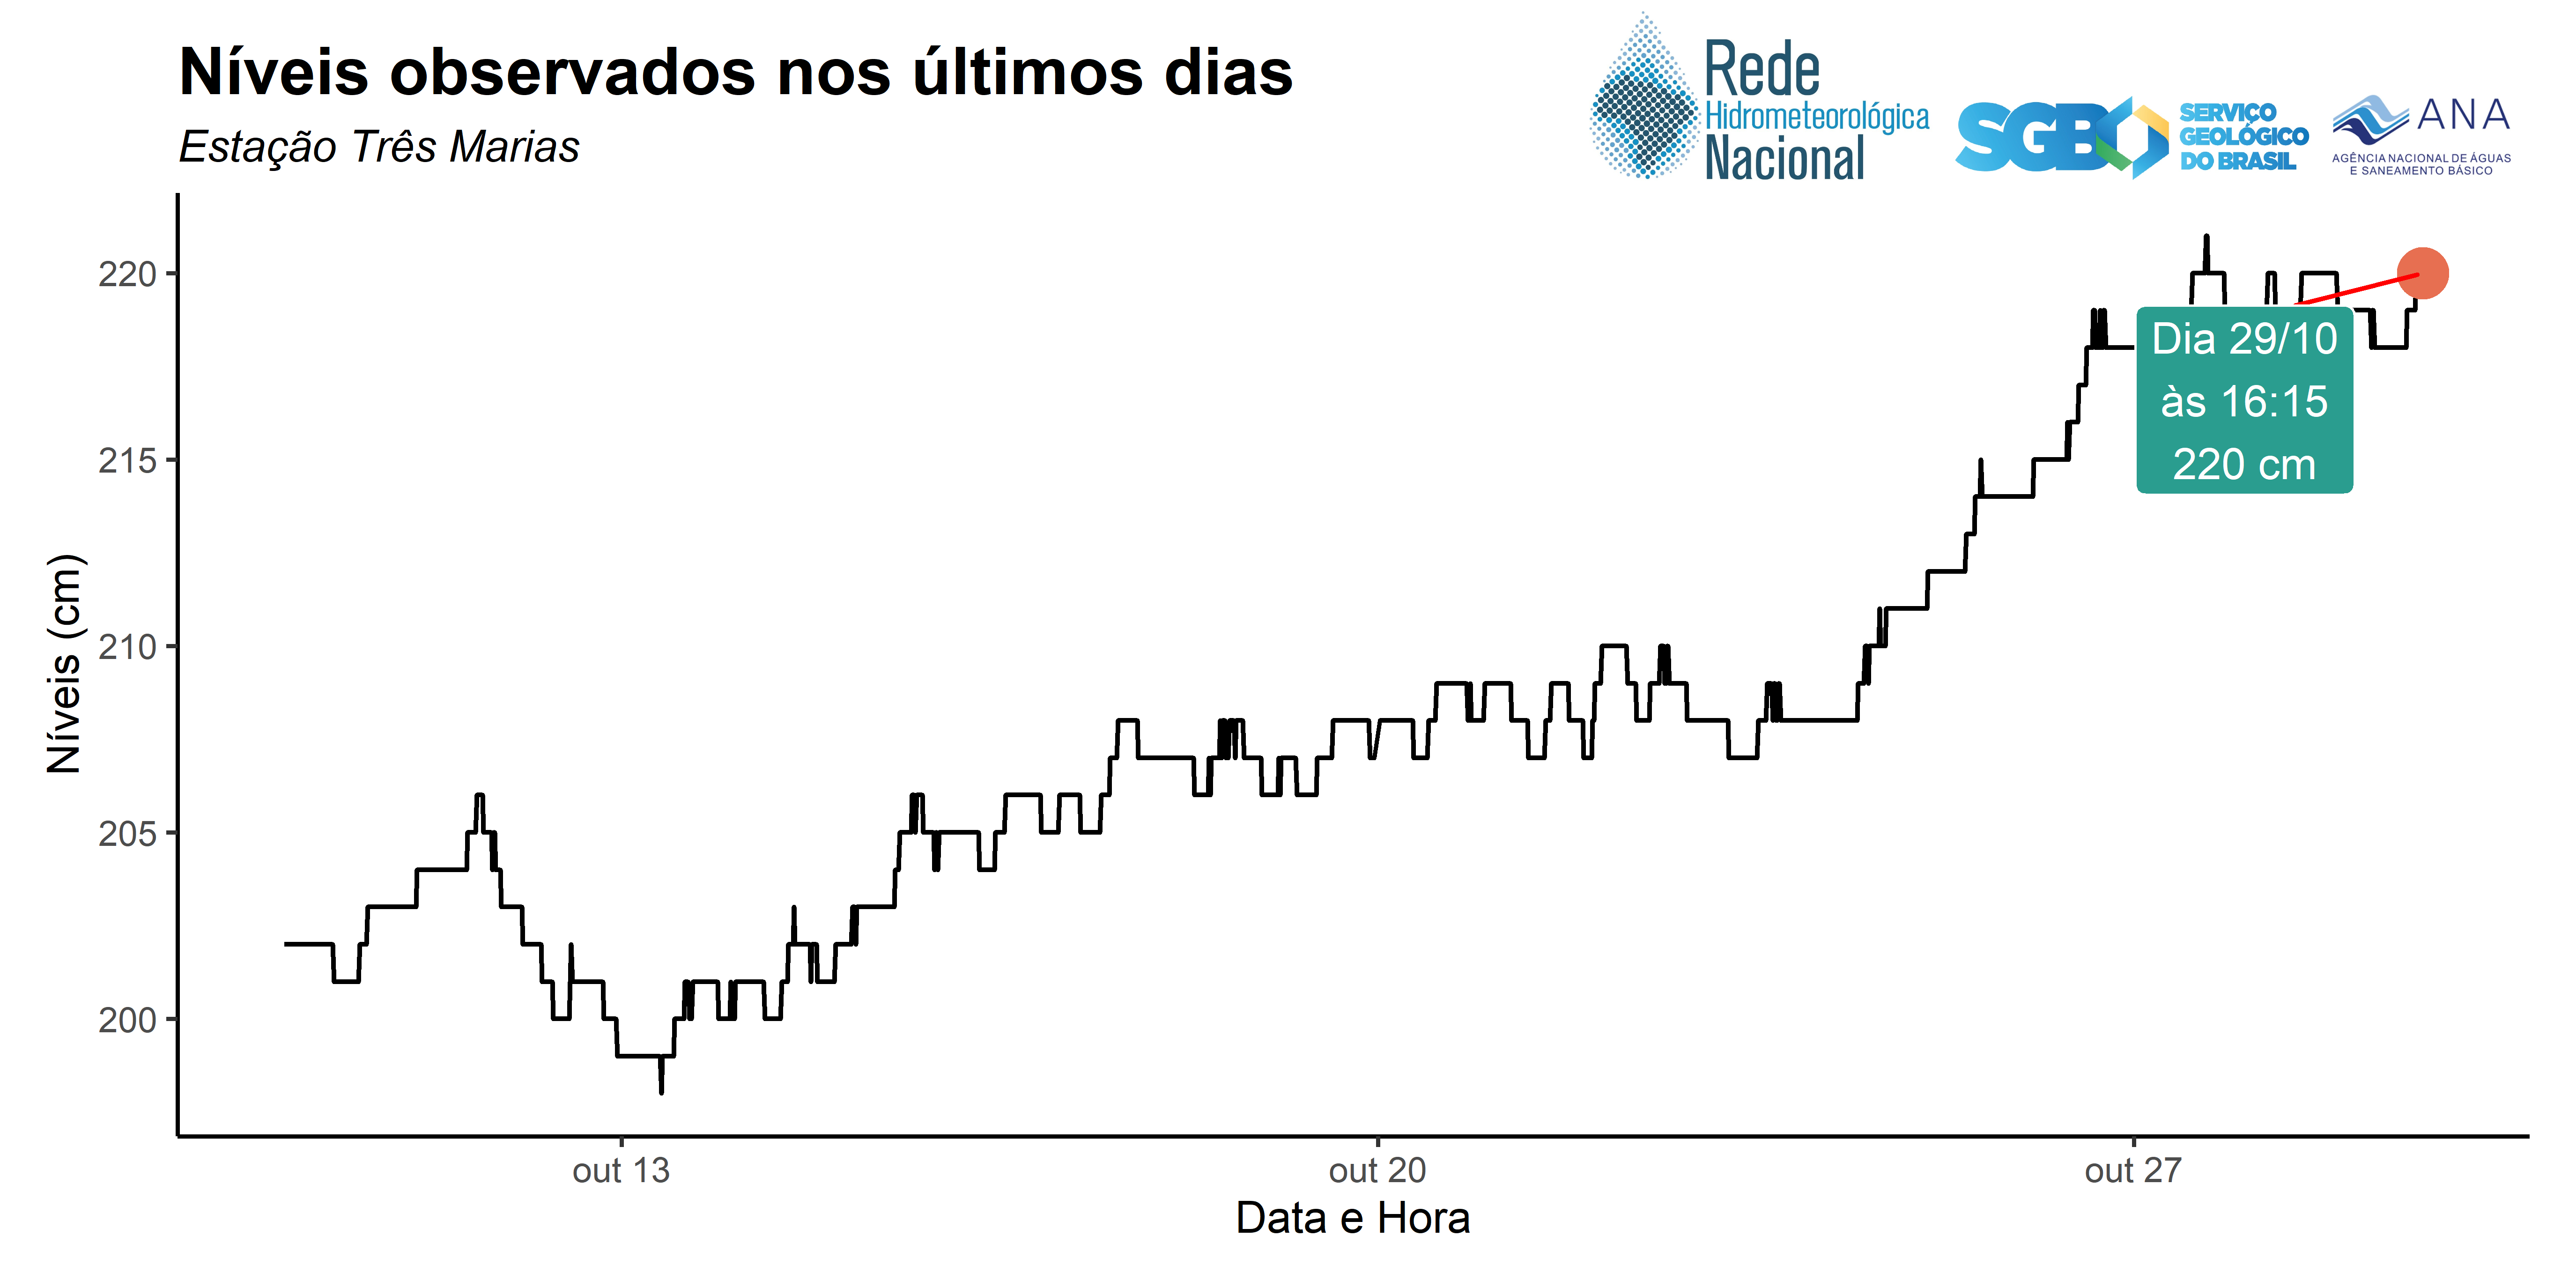 Níveis observados nos últimos dias
Estação Três Marias
Rede
Hidrometeorológica
Nacional
SGB
SERVIÇO
GEOLÓGICO
DO BRASIL
ANA
AGÊNCIA NACIONAL DE ÁGUAS
E SANEAMENTO BÁSICO
Níveis (cm)
220
215
210
205
200
Dia 29/10
às 16:15
220 cm
out 13
out 20
out 27
Data e Hora